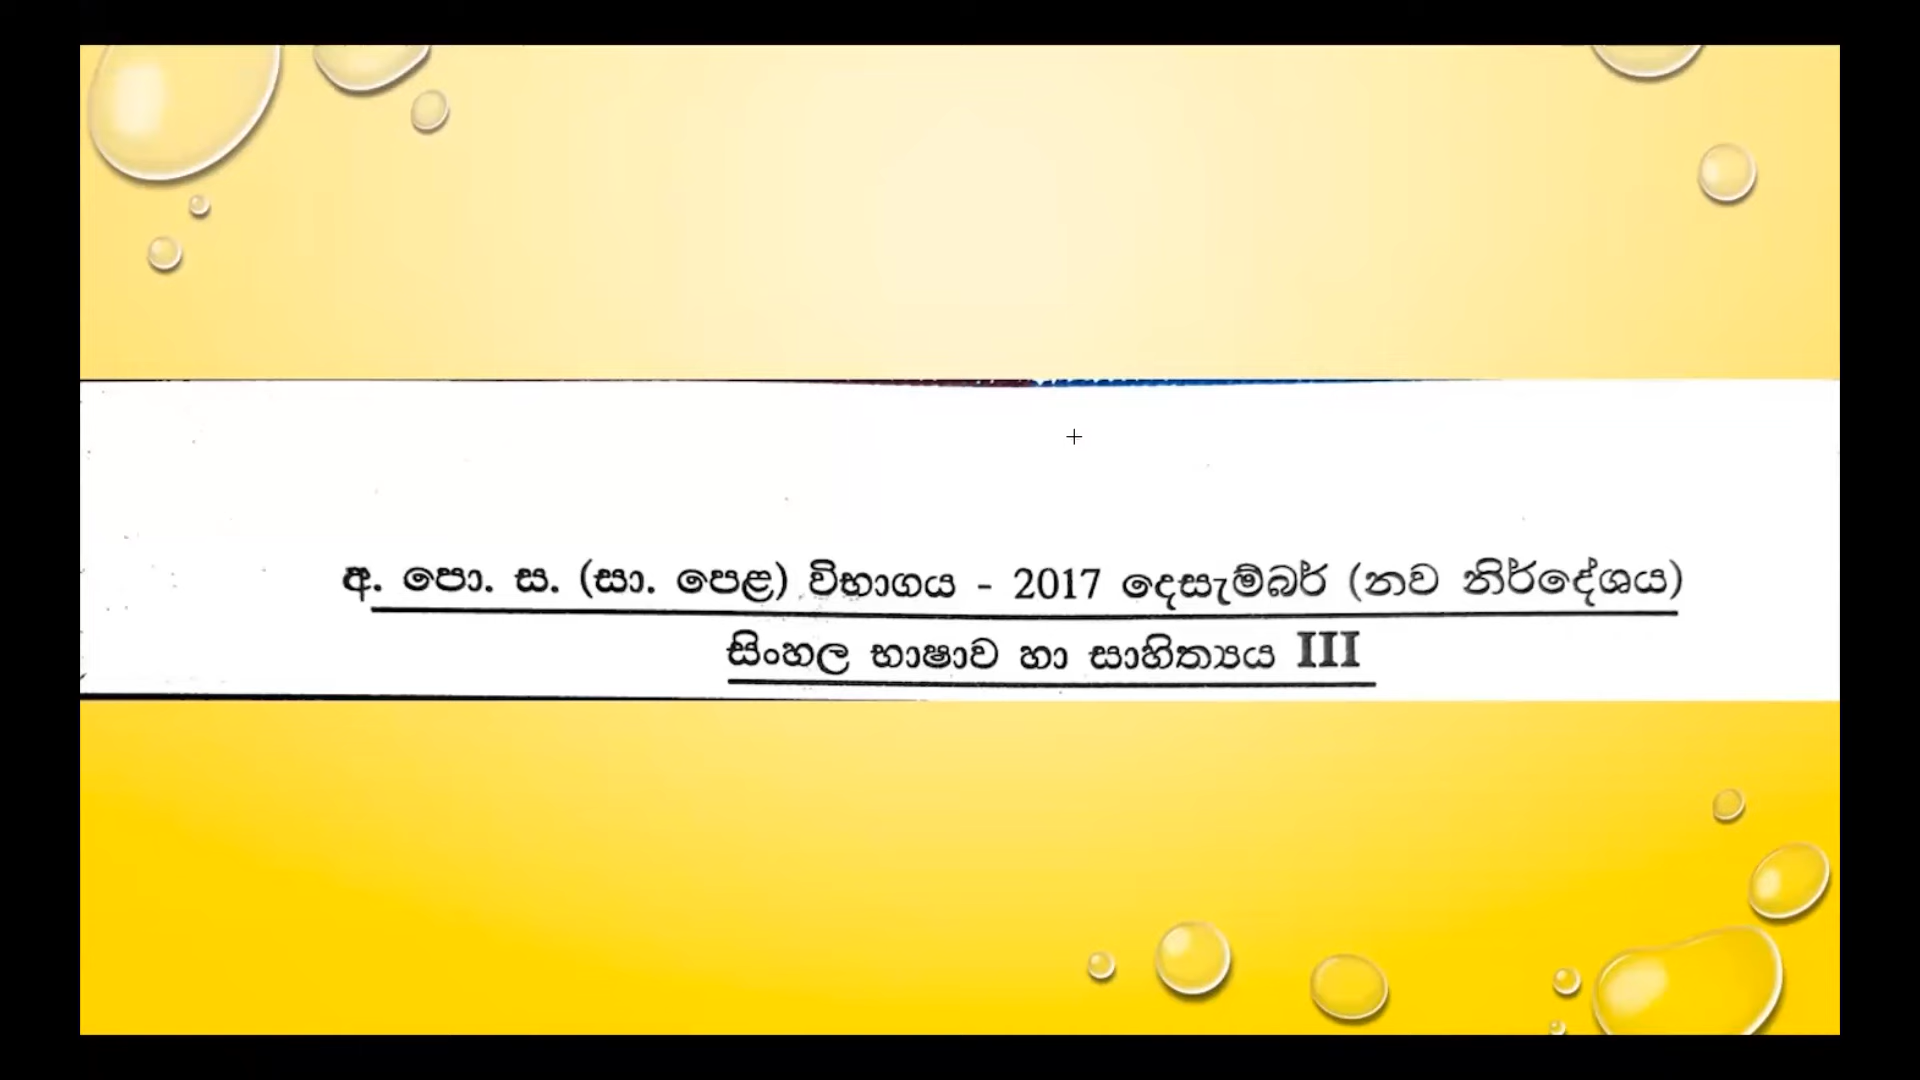 අ. පො. ස. (සා. පෙළ) විභාගය - 2017 දෙසැම්බර් (නව නිර්දේශය)
සිංහල භාෂාව හා සාහිත්‍යය III